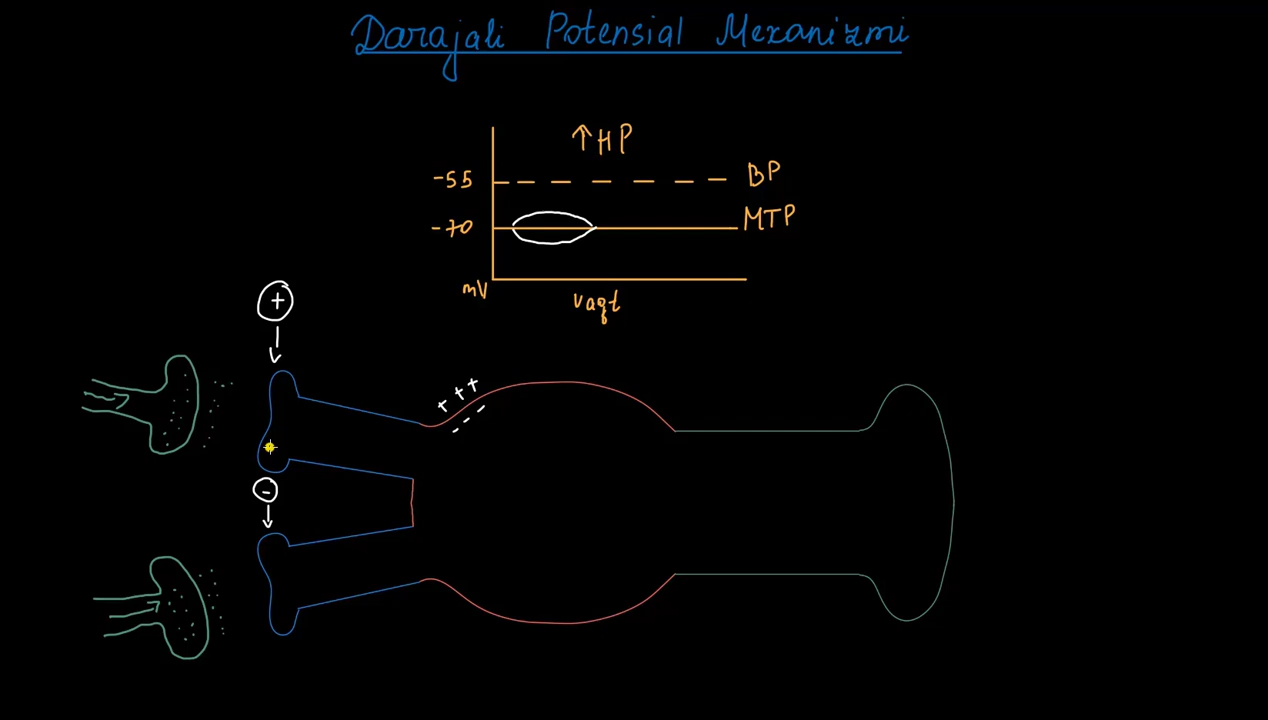 Darajali Potensial Mexanizmi
↑HP
-55 BP
-70 MTP
mV
vaqt
+
+ + +
- - -
-